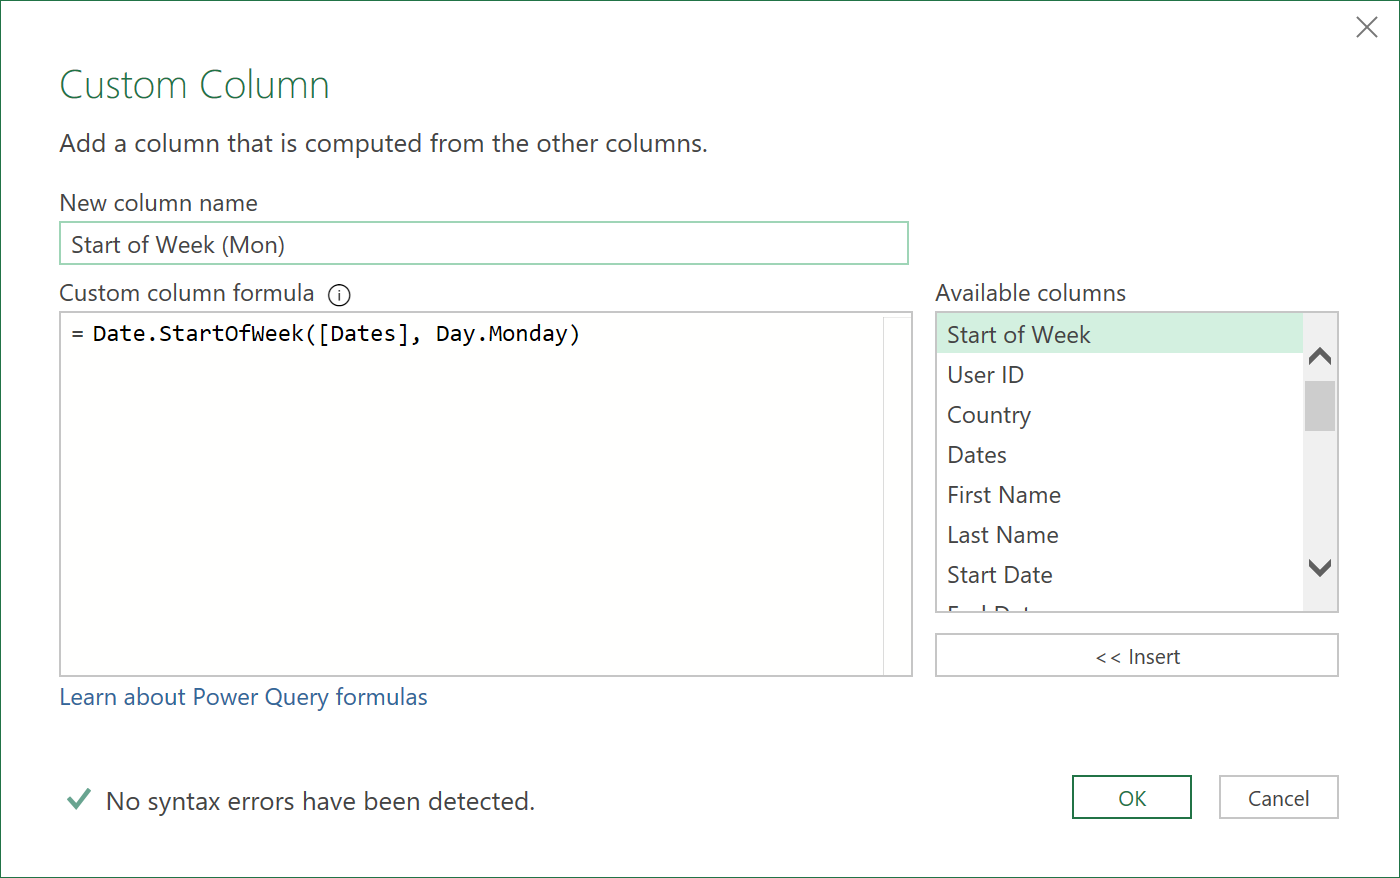 Custom Column
Add a column that is computed from the other columns.
New column name
Start of Week (Mon)
Custom column formula
= Date.StartOfWeek([Dates], Day.Monday)
Available columns
Start of Week
User ID
Country
Dates
First Name
Last Name
Start Date
<< Insert
Learn about Power Query formulas
No syntax errors have been detected.
OK
Cancel